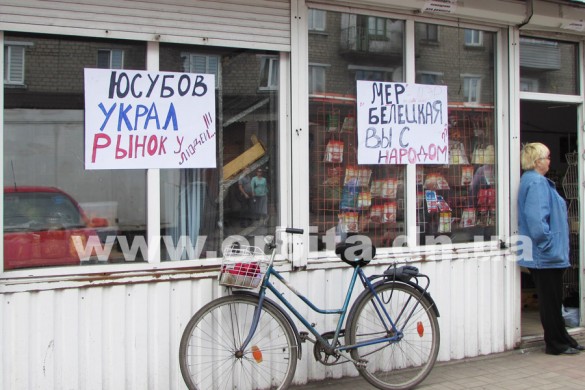 ЮСУБОВ
УКРАЛ
РЫНОК У
ЛЮДЕЙ!!!
МЕР
БЕЛЕЦКАЯ
ВЫ С
НАРОДОМ?
www.orbita.dn.ua